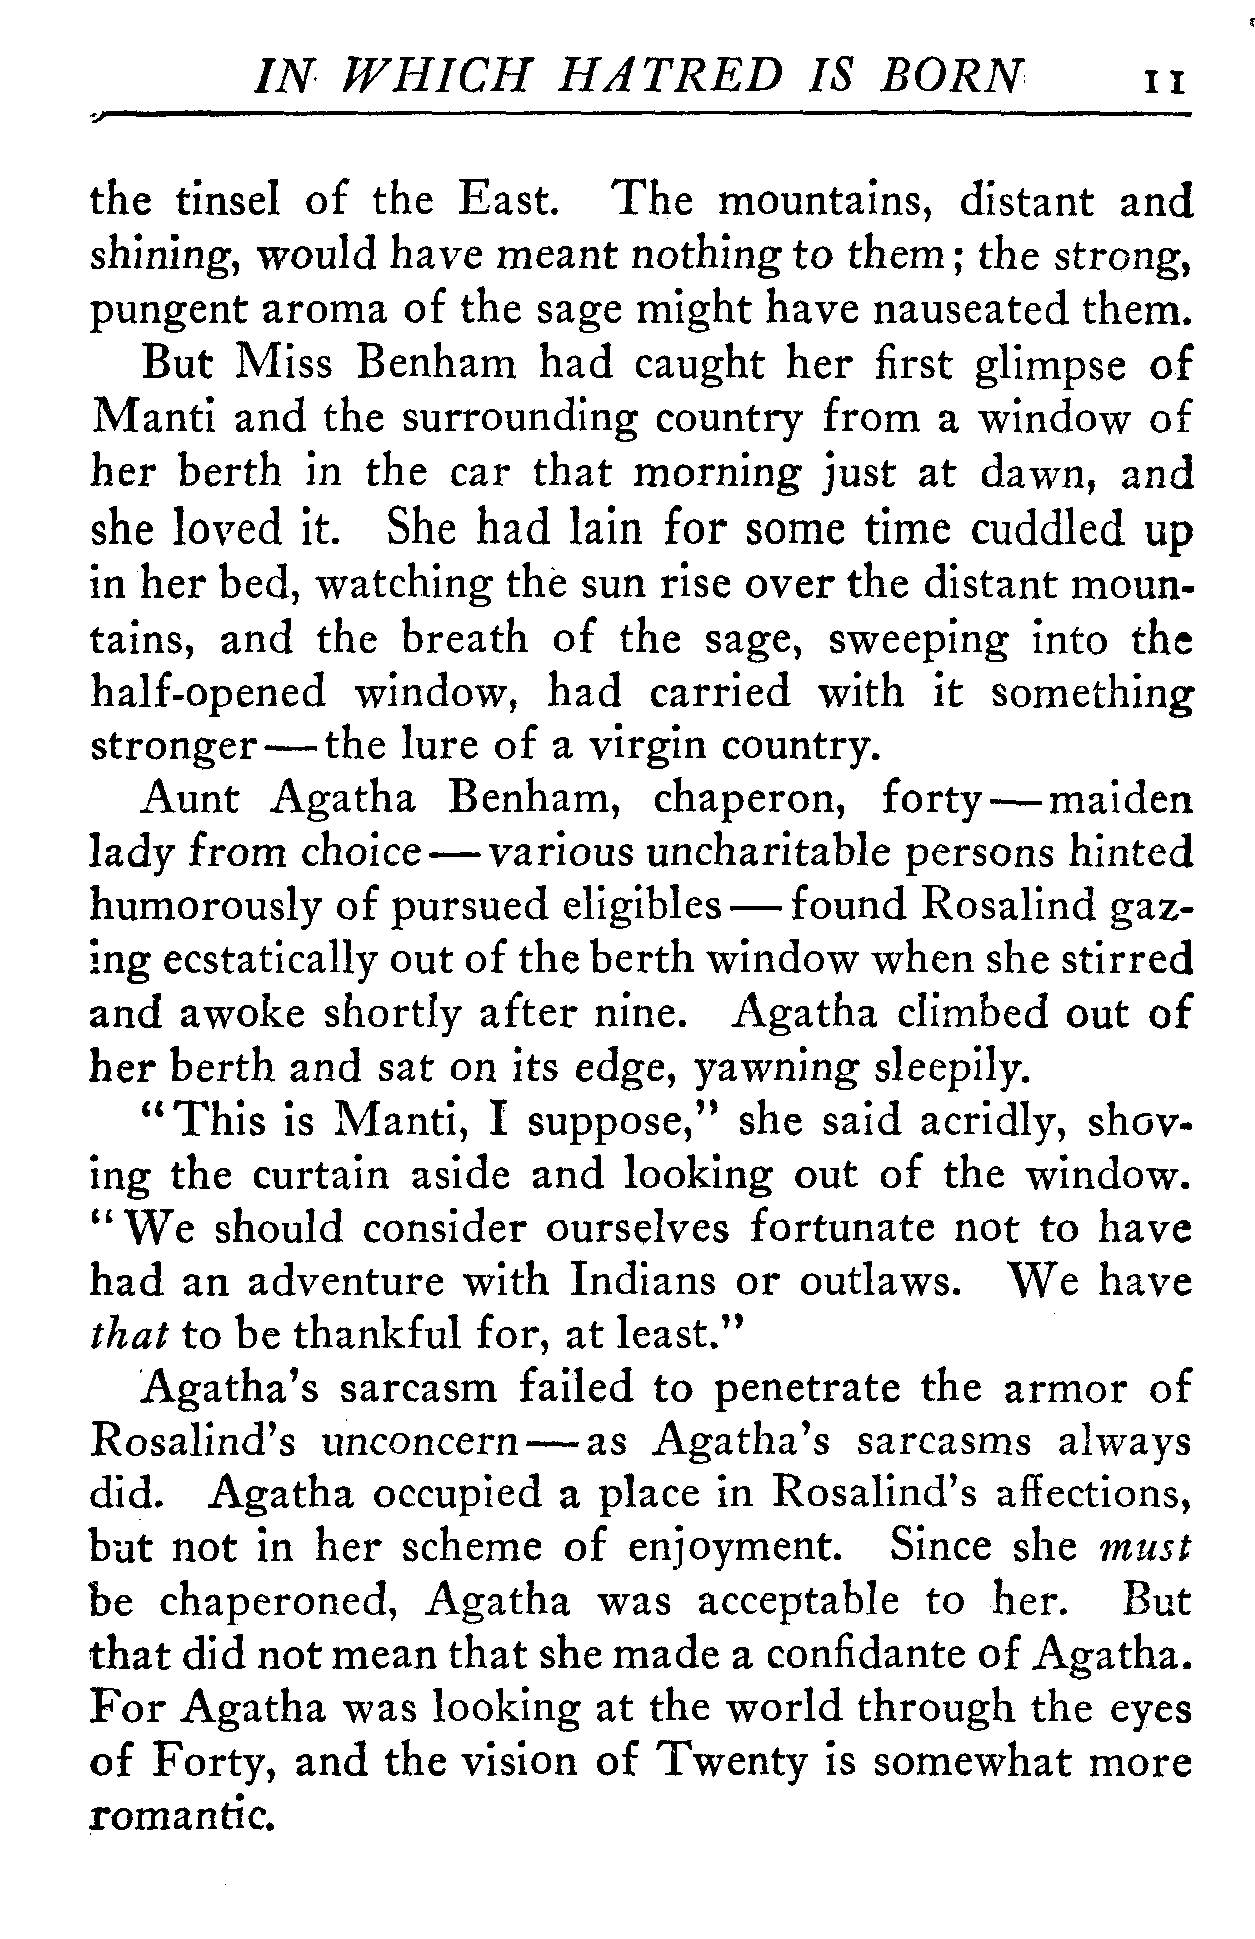 IN WHICH HATRED IS BORN 11
the tinsel of the East. The mountains, distant and
shining, would have meant nothing to them; the strong,
pungent aroma of the sage might have nauseated them.
But Miss Benham had caught her first glimpse of
Manti and the surrounding country from a window of
her berth in the car that morning just at dawn, and
she loved it. She had lain for some time cuddled up
in her bed, watching the sun rise over the distant moun-
tains, and the breath of the sage, sweeping into the
half-opened window, had carried with it something
stronger—the lure of a virgin country.
Aunt Agatha Benham, chaperon, forty—maiden
lady from choice—various uncharitable persons hinted
humorously of pursued eligibles—found Rosalind gaz-
ing ecstatically out of the berth window when she stirred
and awoke shortly after nine. Agatha climbed out of
her berth and sat on its edge, yawning sleepily.
"This is Manti, I suppose," she said acridly, shov-
ing the curtain aside and looking out of the window.
"We should consider ourselves fortunate not to have
had an adventure with Indians or outlaws. We have
that to be thankful for, at least."
Agatha's sarcasm failed to penetrate the armor of
Rosalind's unconcern—as Agatha's sarcasms always
did. Agatha occupied a place in Rosalind's affections,
but not in her scheme of enjoyment. Since she must
be chaperoned, Agatha was acceptable to her. But
that did not mean that she made a confidante of Agatha.
For Agatha was looking at the world through the eyes
of Forty, and the vision of Twenty is somewhat more
romantic.